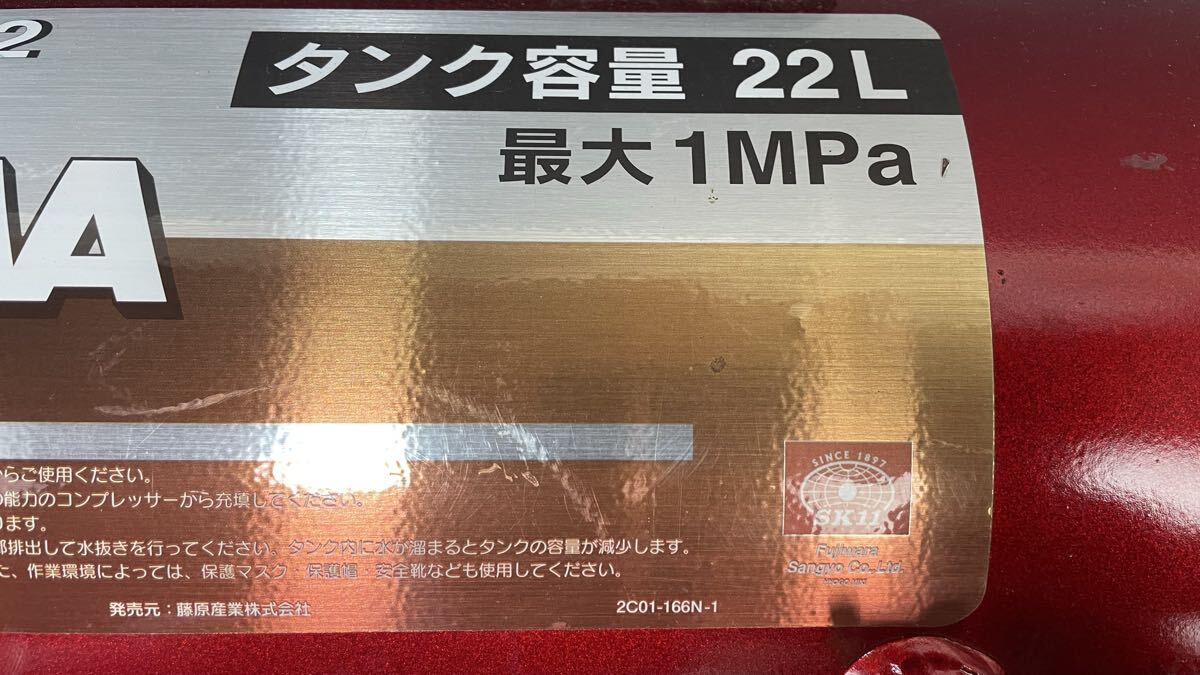 2
タンク容量 22L
最大1MPa
VA
からご使用ください。
の能力のコンプレッサーから充填してください。
ります。
部排出して水抜きを行ってください。タンク内に水が溜まるとタンクの容量が減少します。
た、作業環境によっては、保護マスク・保護帽・安全靴なども使用してください。
SINCE 1897
SK11
Fujiwara
Sangyo Co.,Ltd.
HYOGO MIKI
発売元：藤原産業株式会社
2C01-166N-1